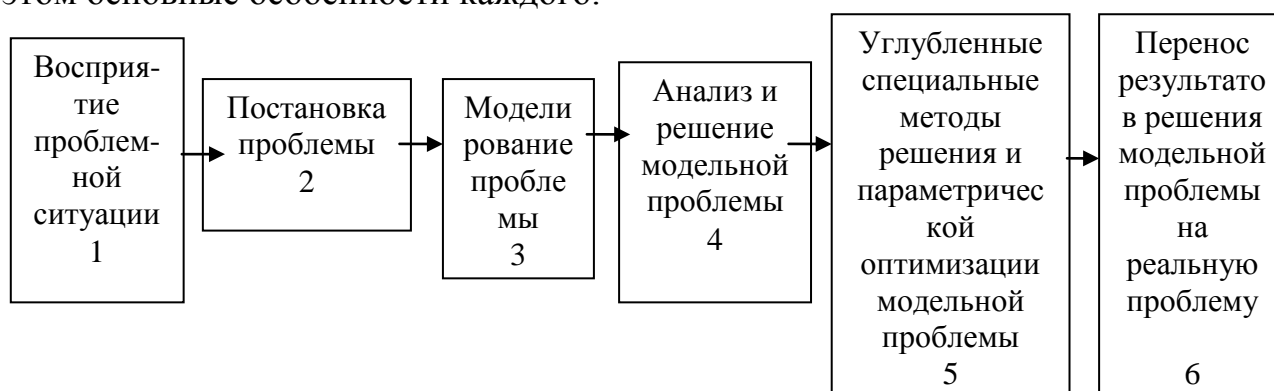 этом основные особенности каждого.
Восприя-
тие
проблем-
ной
ситуации
1
Постановка
проблемы
2
Модели
рование
пробле
мы
3
Анализ и
решение
модельной
проблемы
4
Углубленные
специальные
методы
решения и
параметричес
кой
оптимизации
модельной
проблемы
5
Перенос
результато
в решения
модельной
проблемы
на
реальную
проблему
6